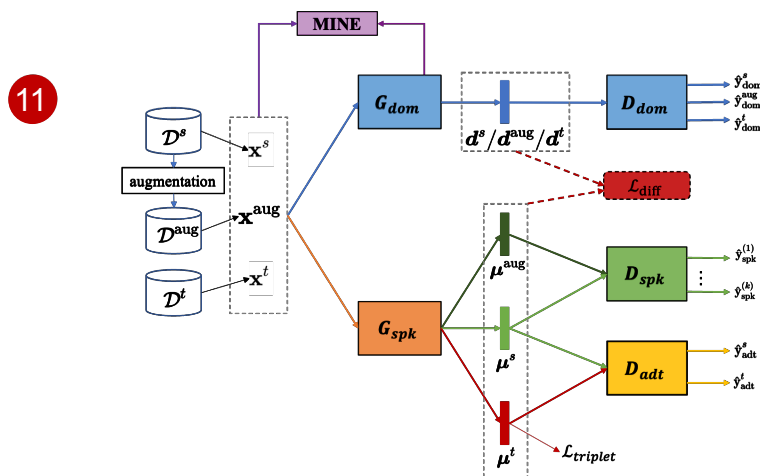 MINE
11
G_dom
D_dom
ŷ^s_dom
ŷ^aug_dom
ŷ^t_dom
𝒟^s
x^s
d^s/d^aug/d^t
augmentation
ℒ_diff
𝒟^aug
x^aug
μ^aug
D_spk
ŷ^(1)_spk
⋮
ŷ^(k)_spk
𝒟^t
x^t
G_spk
μ^s
D_adt
ŷ^s_adt
ŷ^t_adt
μ^t
ℒ_triplet